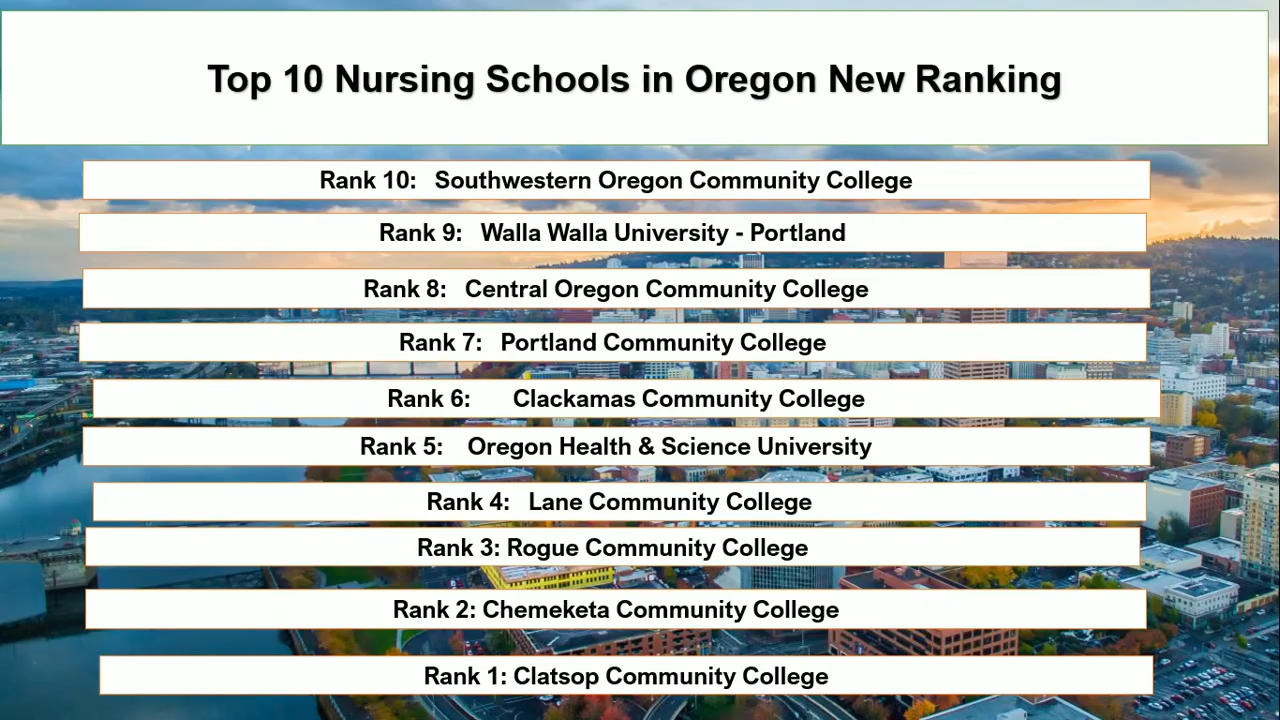 Top 10 Nursing Schools in Oregon New Ranking
Rank 10: Southwestern Oregon Community College
Rank 9: Walla Walla University - Portland
Rank 8: Central Oregon Community College
Rank 7: Portland Community College
Rank 6: Clackamas Community College
Rank 5: Oregon Health & Science University
Rank 4: Lane Community College
Rank 3: Rogue Community College
Rank 2: Chemeketa Community College
Rank 1: Clatsop Community College